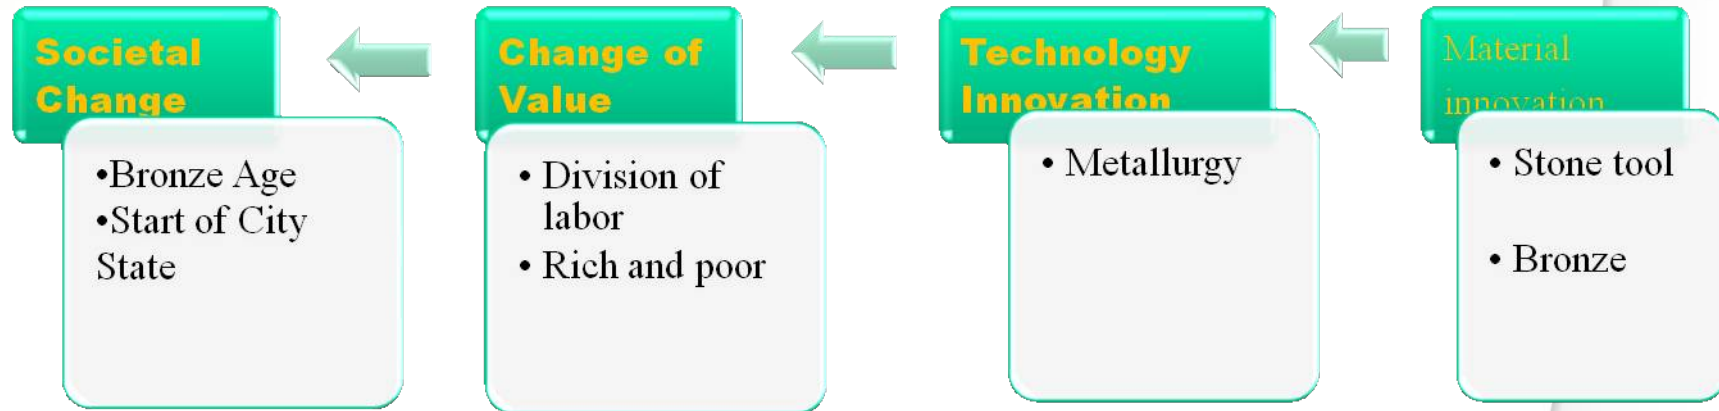 Societal
Change
•Bronze Age
•Start of City
State
Change of
Value
• Division of
labor
• Rich and poor
Technology
Innovation
• Metallurgy
Material
innovation
• Stone tool
• Bronze